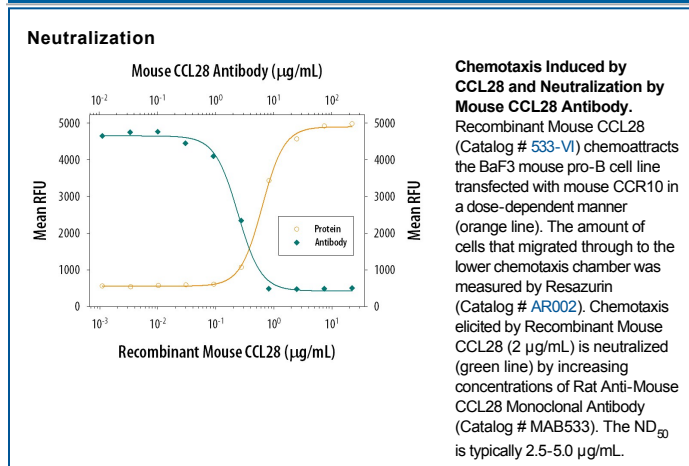 Neutralization
Mouse CCL28 Antibody (μg/mL)
10⁻² 10⁻¹ 10⁰ 10¹ 10²
5000 5000
4000 4000
3000 3000
2000 2000
1000 1000
0 0
Mean RFU
Mean RFU
Protein
Antibody
10⁻³ 10⁻² 10⁻¹ 10⁰ 10¹
Recombinant Mouse CCL28 (μg/mL)
Chemotaxis Induced by
CCL28 and Neutralization by
Mouse CCL28 Antibody.
Recombinant Mouse CCL28
(Catalog # 533-VI) chemoattracts
the BaF3 mouse pro-B cell line
transfected with mouse CCR10 in
a dose-dependent manner
(orange line). The amount of
cells that migrated through to the
lower chemotaxis chamber was
measured by Resazurin
(Catalog # AR002). Chemotaxis
elicited by Recombinant Mouse
CCL28 (2 μg/mL) is neutralized
(green line) by increasing
concentrations of Rat Anti-Mouse
CCL28 Monoclonal Antibody
(Catalog # MAB533). The ND₅₀
is typically 2.5-5.0 μg/mL.